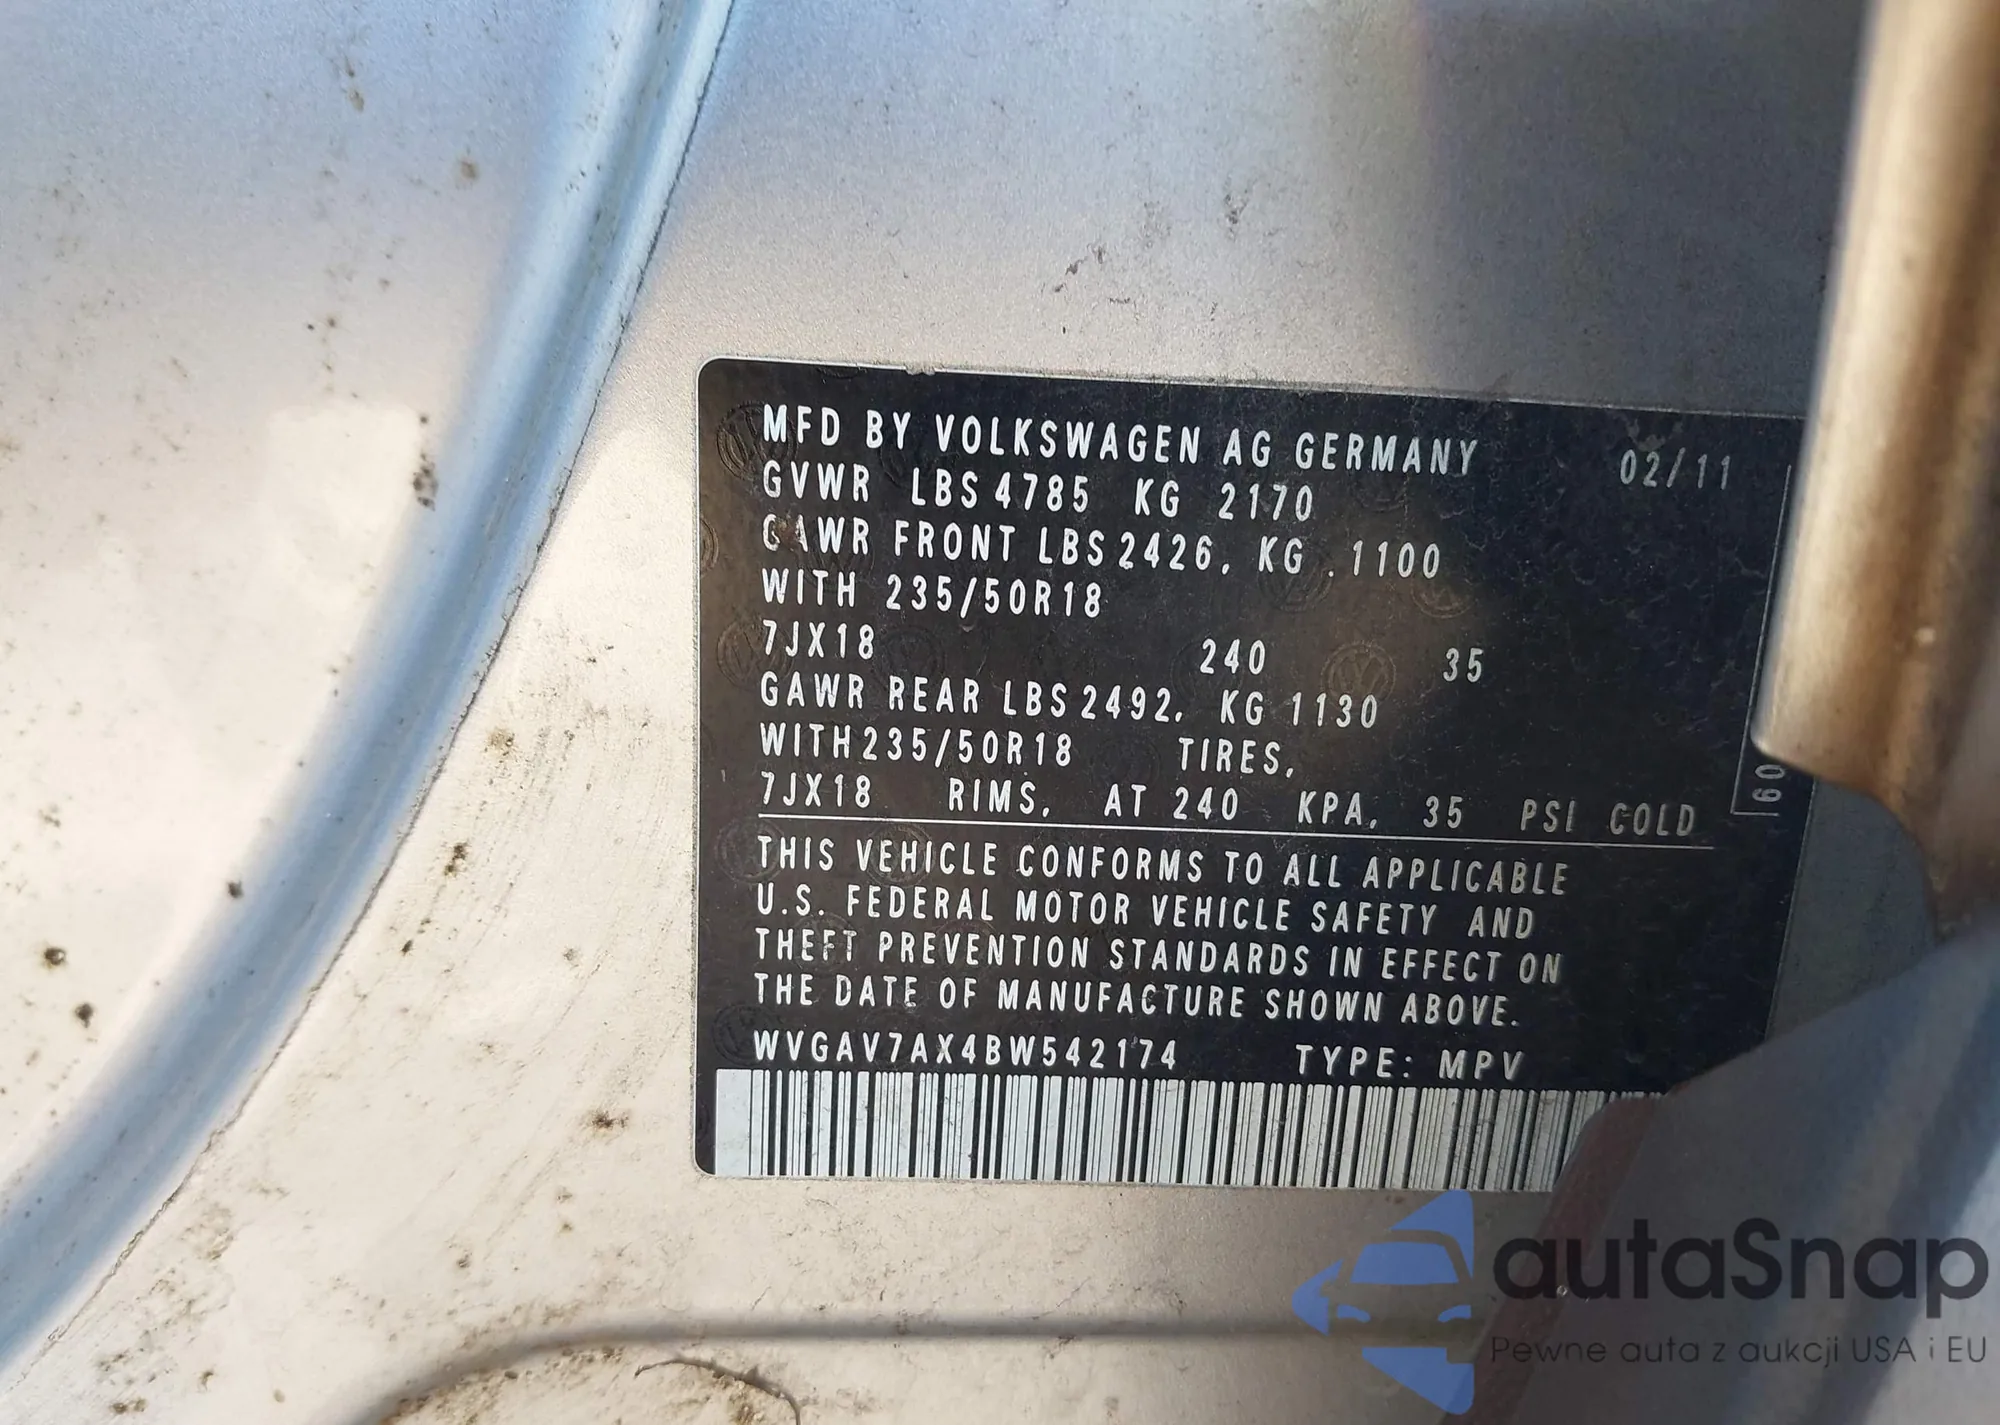 MFD BY VOLKSWAGEN AG GERMANY 02/11
GVWR LBS 4785 KG 2170
GAWR FRONT LBS 2426. KG . 1100
WITH 235/50R18
7JX18 240 35
GAWR REAR LBS 2492. KG 1130
WITH 235/50R18 TIRES,
7JX18 RIMS, AT 240 KPA, 35 PSI COLD
THIS VEHICLE CONFORMS TO ALL APPLICABLE
U.S. FEDERAL MOTOR VEHICLE SAFETY AND
THEFT PREVENTION STANDARDS IN EFFECT ON
THE DATE OF MANUFACTURE SHOWN ABOVE.
WVGAV7AX4BW542174 TYPE: MPV
autaSnap
Pewne auta z aukcji USA i EU